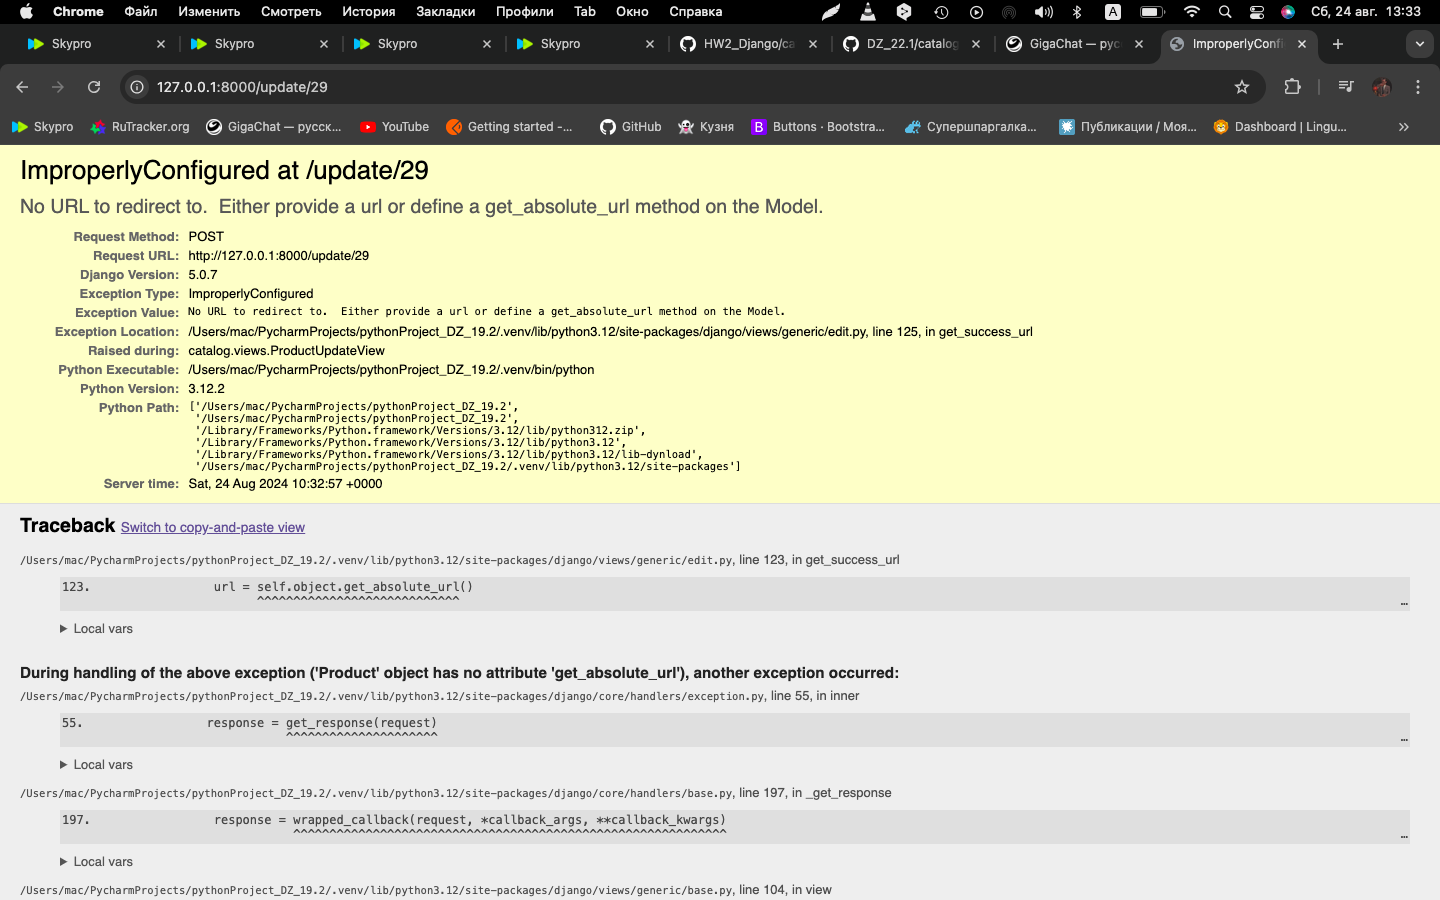 Chrome Файл Изменить Смотреть История Закладки Профили Tab Окно Справка A Сб, 24 авг. 13:33
Skypro Skypro Skypro Skypro HW2_Django/ca DZ_22.1/catalog GigaChat — рус ImproperlyConfi
127.0.0.1:8000/update/29
Skypro RuTracker.org GigaChat — русск... YouTube Getting started -... GitHub Кузня B Buttons · Bootstra... Супершпаргалка... Публикации / Моя... Dashboard | Lingu...
ImproperlyConfigured at /update/29
No URL to redirect to. Either provide a url or define a get_absolute_url method on the Model.
Request Method: POST
Request URL: http://127.0.0.1:8000/update/29
Django Version: 5.0.7
Exception Type: ImproperlyConfigured
Exception Value: No URL to redirect to. Either provide a url or define a get_absolute_url method on the Model.
Exception Location: /Users/mac/PycharmProjects/pythonProject_DZ_19.2/.venv/lib/python3.12/site-packages/django/views/generic/edit.py, line 125, in get_success_url
Raised during: catalog.views.ProductUpdateView
Python Executable: /Users/mac/PycharmProjects/pythonProject_DZ_19.2/.venv/bin/python
Python Version: 3.12.2
Python Path: ['/Users/mac/PycharmProjects/pythonProject_DZ_19.2',
'/Users/mac/PycharmProjects/pythonProject_DZ_19.2',
'/Library/Frameworks/Python.framework/Versions/3.12/lib/python312.zip',
'/Library/Frameworks/Python.framework/Versions/3.12/lib/python3.12',
'/Library/Frameworks/Python.framework/Versions/3.12/lib/python3.12/lib-dynload',
'/Users/mac/PycharmProjects/pythonProject_DZ_19.2/.venv/lib/python3.12/site-packages']
Server time: Sat, 24 Aug 2024 10:32:57 +0000
Traceback Switch to copy-and-paste view
/Users/mac/PycharmProjects/pythonProject_DZ_19.2/.venv/lib/python3.12/site-packages/django/views/generic/edit.py, line 123, in get_success_url
123. url = self.object.get_absolute_url()
^^^^^^^^^^^^^^^^^^^^^^^^^^^^ …
Local vars
During handling of the above exception ('Product' object has no attribute 'get_absolute_url'), another exception occurred:
/Users/mac/PycharmProjects/pythonProject_DZ_19.2/.venv/lib/python3.12/site-packages/django/core/handlers/exception.py, line 55, in inner
55. response = get_response(request)
^^^^^^^^^^^^^^^^^^^^^ …
Local vars
/Users/mac/PycharmProjects/pythonProject_DZ_19.2/.venv/lib/python3.12/site-packages/django/core/handlers/base.py, line 197, in _get_response
197. response = wrapped_callback(request, *callback_args, **callback_kwargs)
^^^^^^^^^^^^^^^^^^^^^^^^^^^^^^^^^^^^^^^^^^^^^^^^^^^^^^^^^^^^ …
Local vars
/Users/mac/PycharmProjects/pythonProject_DZ_19.2/.venv/lib/python3.12/site-packages/django/views/generic/base.py, line 104, in view